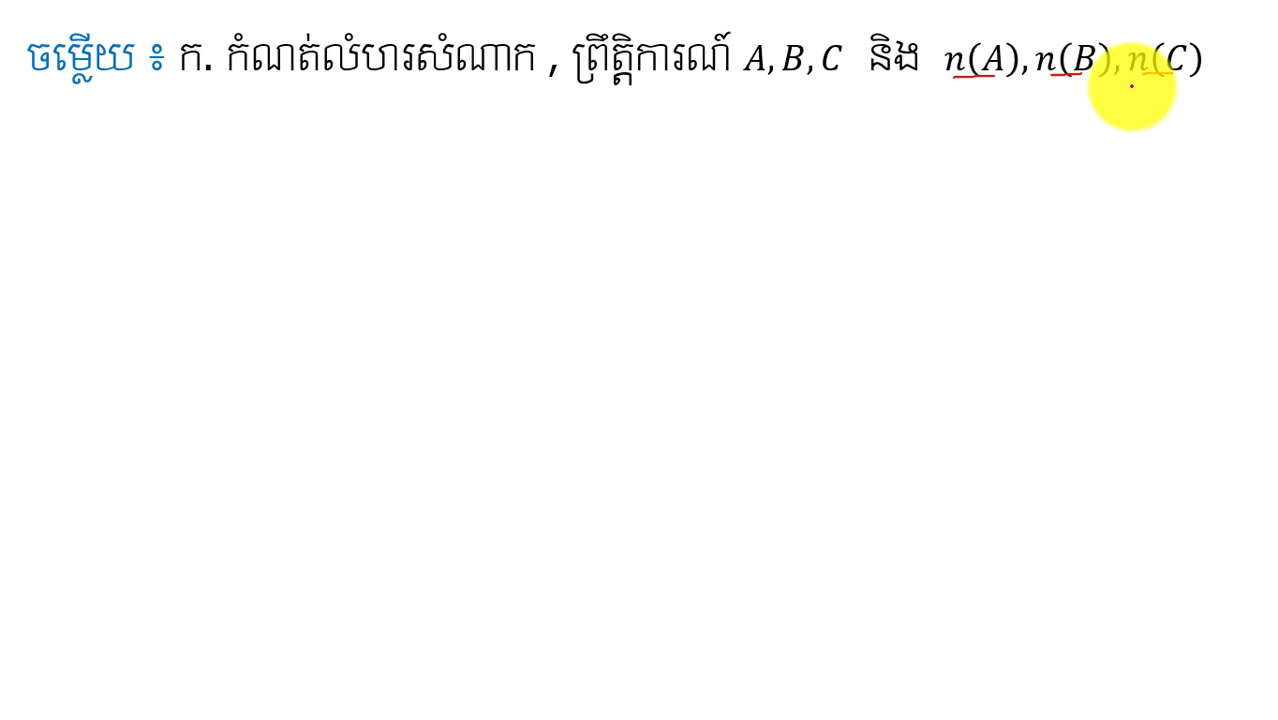 ចម្លើយ ៖ ក. កំណត់លំហរសំណាក , ព្រឹត្តិការណ៍ A, B, C និង n(A), n(B), n(C)